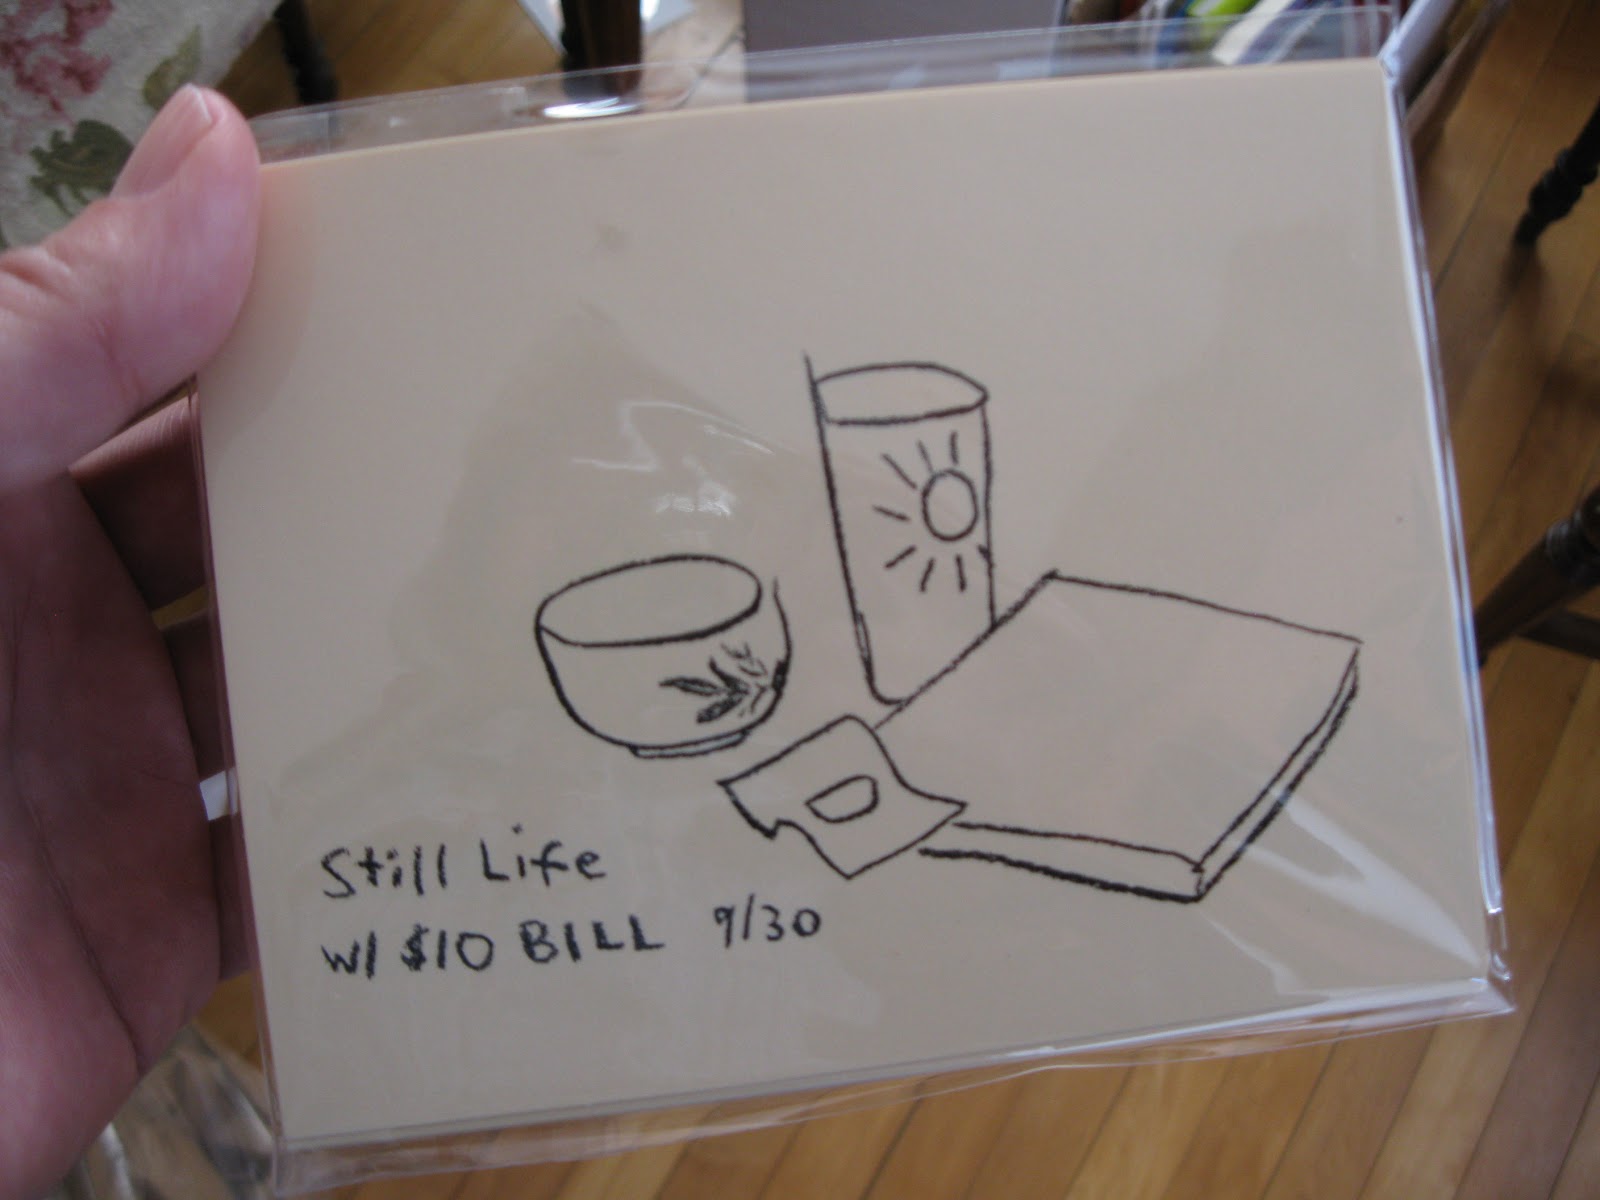 Still Life
W/ $10 BILL 9/30